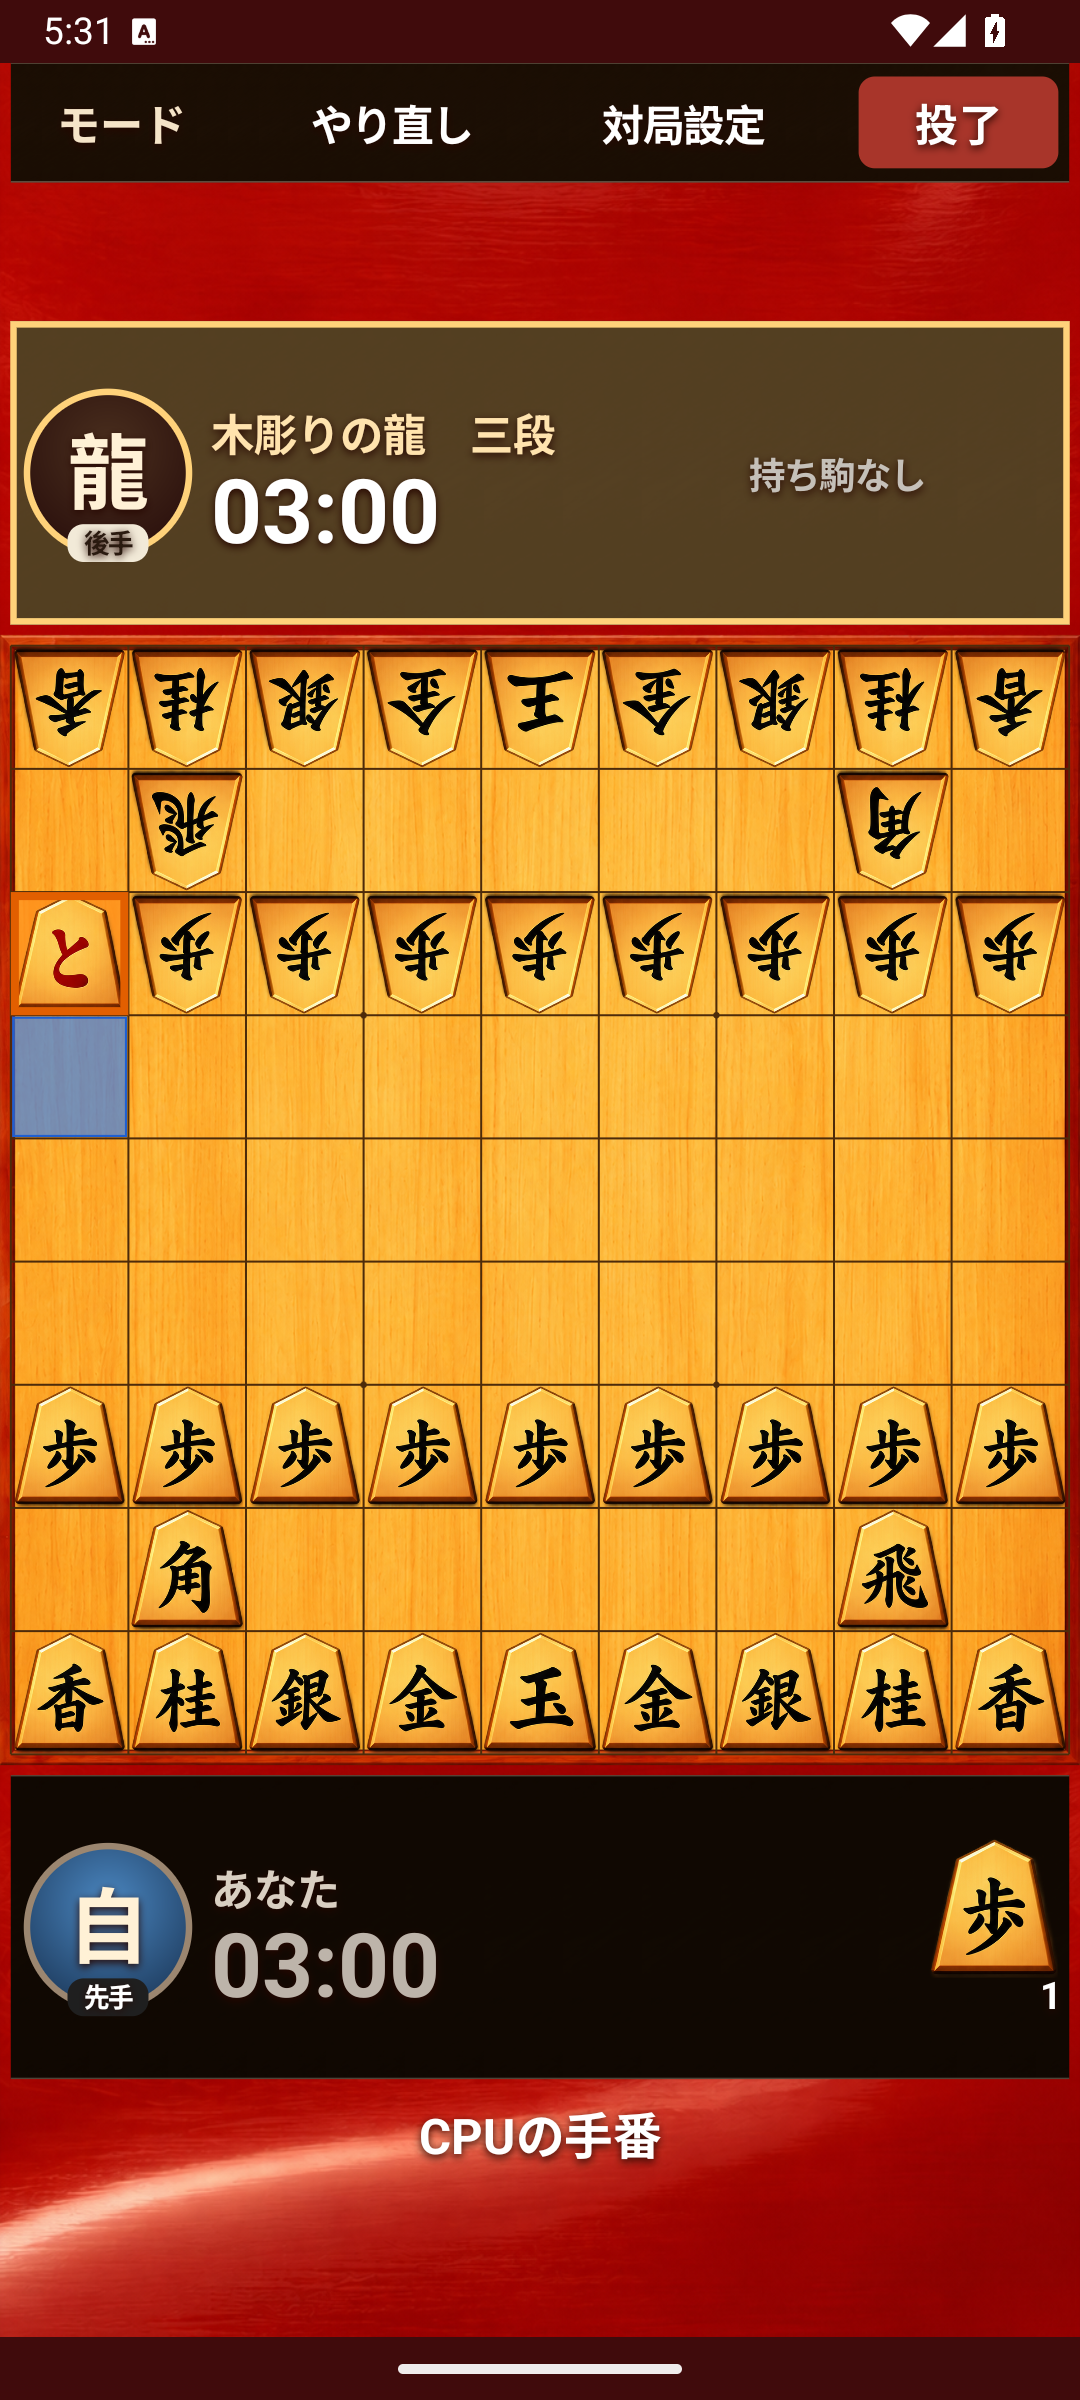 5:31 A
モード やり直し 対局設定 投了
龍
後手
木彫りの龍 三段
03:00
持ち駒なし
香 桂 銀 金 王 金 銀 桂 香
飛 角
と 歩 歩 歩 歩 歩 歩 歩 歩
歩 歩 歩 歩 歩 歩 歩 歩 歩
角 飛
香 桂 銀 金 玉 金 銀 桂 香
自
先手
あなた
03:00
歩
1
CPUの手番